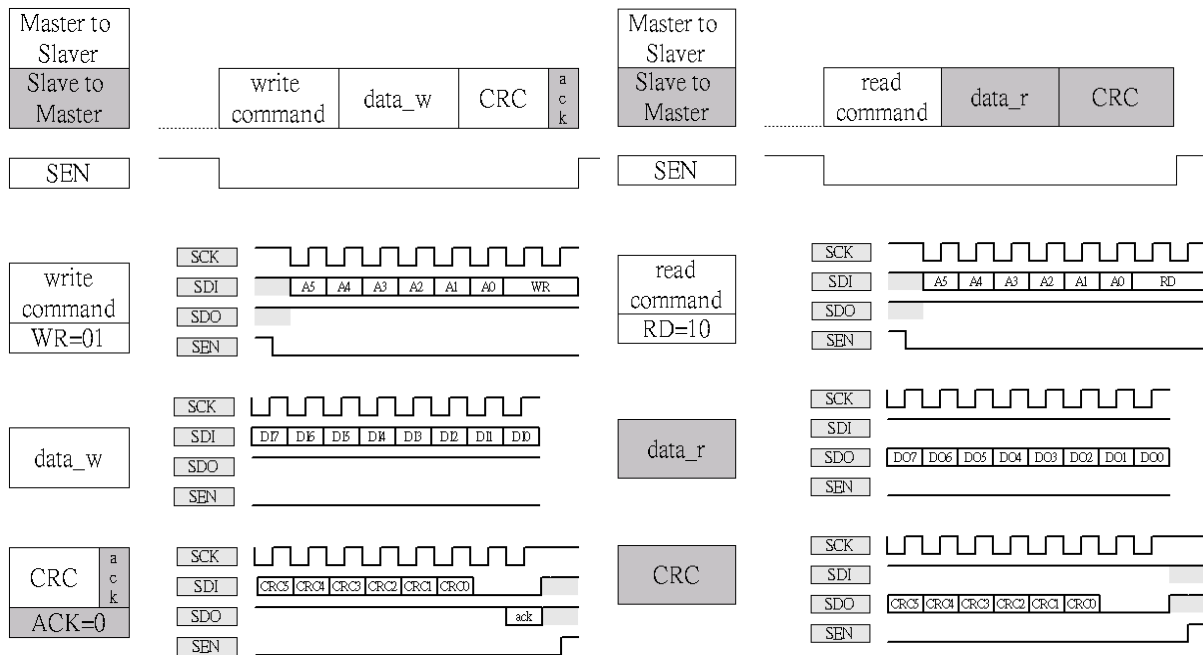 Master to
Slaver
Slave to
Master
write
command
data_w
CRC
a
c
k
SEN
write
command
WR=01
SCK
SDI
A5 A4 A3 A2 A1 A0 WR
SDO
SEN
data_w
SCK
SDI
DI7 DI6 DI5 DI4 DI3 DI2 DI1 DI0
SDO
SEN
CRC
a
c
k
ACK=0
SCK
SDI
CRC5 CRC4 CRC3 CRC2 CRC1 CRC0
SDO
ack
SEN
Master to
Slaver
Slave to
Master
read
command
data_r
CRC
SEN
read
command
RD=10
SCK
SDI
A5 A4 A3 A2 A1 A0 RD
SDO
SEN
data_r
SCK
SDI
SDO
DO7 DO6 DO5 DO4 DO3 DO2 DO1 DO0
SEN
CRC
SCK
SDI
SDO
CRC5 CRC4 CRC3 CRC2 CRC1 CRC0
SEN